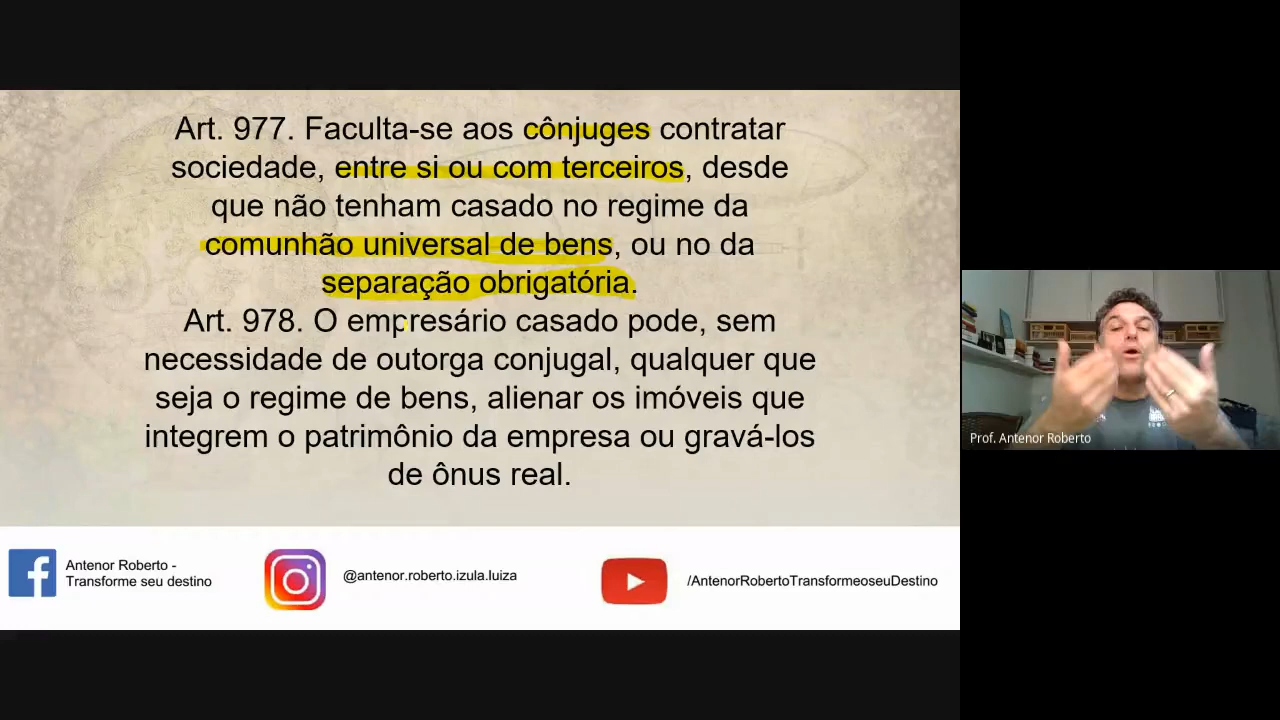 Art. 977. Faculta-se aos cônjuges contratar
sociedade, entre si ou com terceiros, desde
que não tenham casado no regime da
comunhão universal de bens, ou no da
separação obrigatória.
Art. 978. O empresário casado pode, sem
necessidade de outorga conjugal, qualquer que
seja o regime de bens, alienar os imóveis que
integrem o patrimônio da empresa ou gravá-los
de ônus real.
Prof. Antenor Roberto
Antenor Roberto -
Transforme seu destino
@antenor.roberto.izula.luiza
/AntenorRobertoTransformeoseuDestino